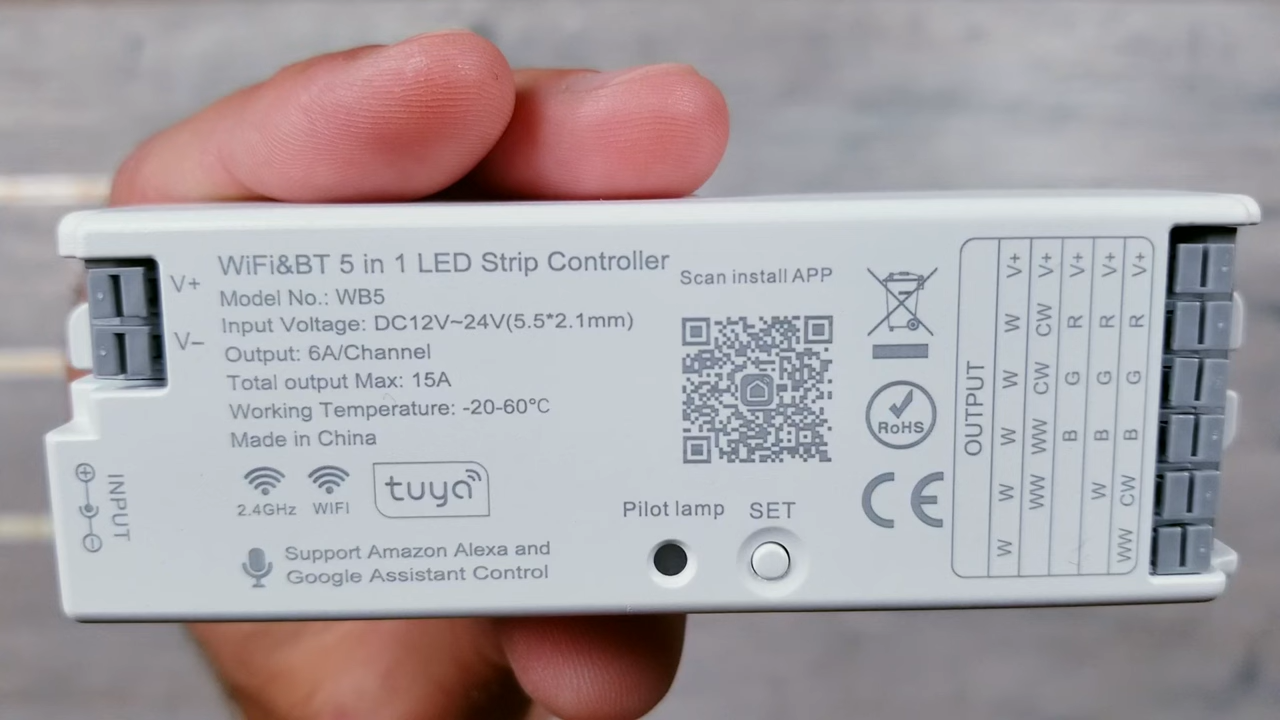 WiFi&BT 5 in 1 LED Strip Controller
Model No.: WB5
Input Voltage: DC12V~24V(5.5*2.1mm)
Output: 6A/Channel
Total output Max: 15A
Working Temperature: -20-60°C
Made in China
2.4GHz WIFI
tuya
Support Amazon Alexa and
Google Assistant Control
V+
V–
INPUT
Scan install APP
Pilot lamp
SET
RoHS
CE
OUTPUT
V+ W W W W W
V+ CW CW WW WW
V+ R G B
V+ R G B W
V+ R G B CW WW